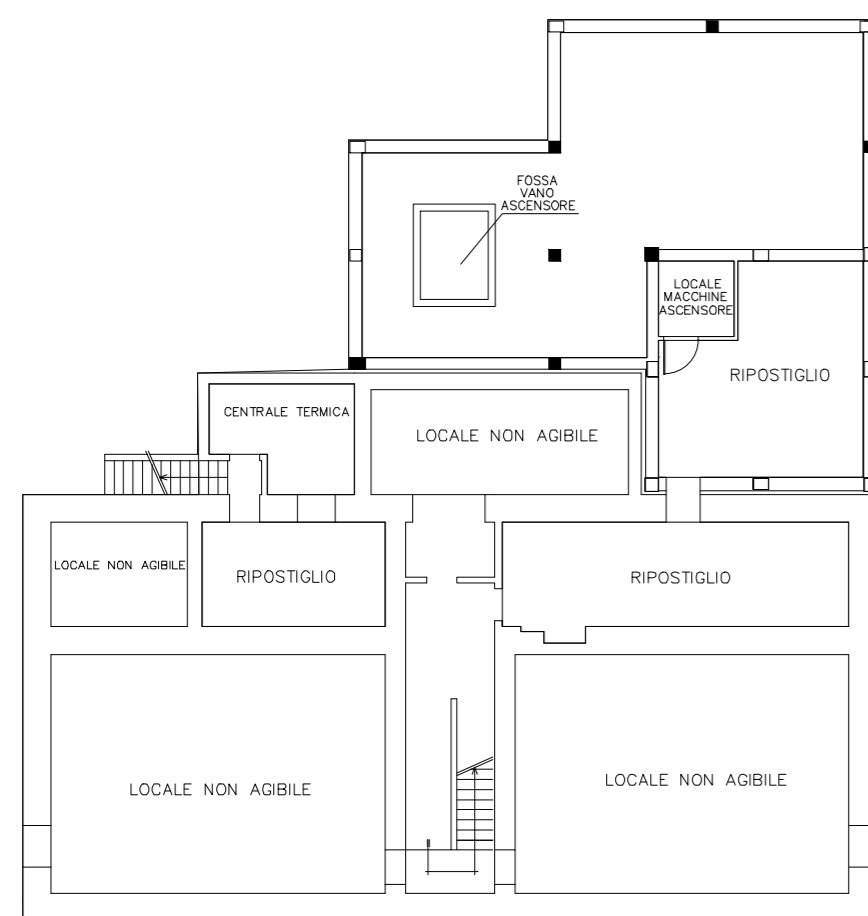 FOSSA
VANO
ASCENSORE
LOCALE
MACCHINE
ASCENSORE
RIPOSTIGLIO
CENTRALE TERMICA
LOCALE NON AGIBILE
LOCALE NON AGIBILE
RIPOSTIGLIO
RIPOSTIGLIO
LOCALE NON AGIBILE
LOCALE NON AGIBILE